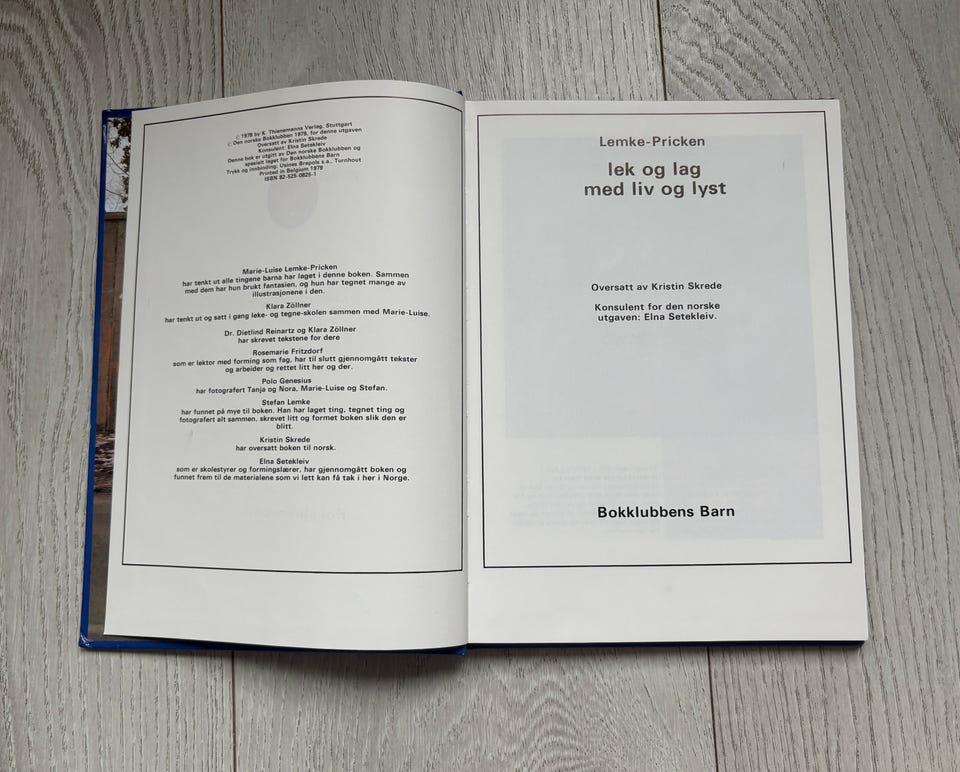 © 1978 by K. Thienemanns Verlag, Stuttgart
© Den norske Bokklubben 1979, for denne utgaven
Oversatt av Kristin Skrede
Konsulent: Elna Setekleiv
Denne bok er utgitt av Den norske Bokklubben og
spesielt laget for Bokklubbens Barn
Trykk og innbinding: Usines Brepols s.a., Turnhout
Printed in Belgium 1979
ISBN 82-525-0625-1
Marie-Luise Lemke-Pricken
har tenkt ut alle tingene barna har laget i denne boken. Sammen
med dem har hun brukt fantasien, og hun har tegnet mange av
illustrasjonene i den.
Klara Zöllner
har tenkt ut og satt i gang leke- og tegne-skolen sammen med Marie-Luise.
Dr. Dietlind Reinartz og Klara Zöllner
har skrevet tekstene for dere
Rosemarie Fritzdorf
som er lektor med forming som fag, har til slutt gjennomgått tekster
og arbeider og rettet litt her og der.
Polo Genesius
har fotografert Tanja og Nora, Marie-Luise og Stefan.
Stefan Lemke
har funnet på mye til boken. Han har laget ting, tegnet ting og
fotografert alt sammen, skrevet litt og formet boken slik den er
blitt.
Kristin Skrede
har oversatt boken til norsk.
Elna Setekleiv
som er skolestyrer og formingslærer, har gjennomgått boken og
funnet frem til de materialene som vi lett kan få tak i her i Norge.
Lemke-Pricken
lek og lag
med liv og lyst
Oversatt av Kristin Skrede
Konsulent for den norske
utgaven: Elna Setekleiv.
Bokklubbens Barn